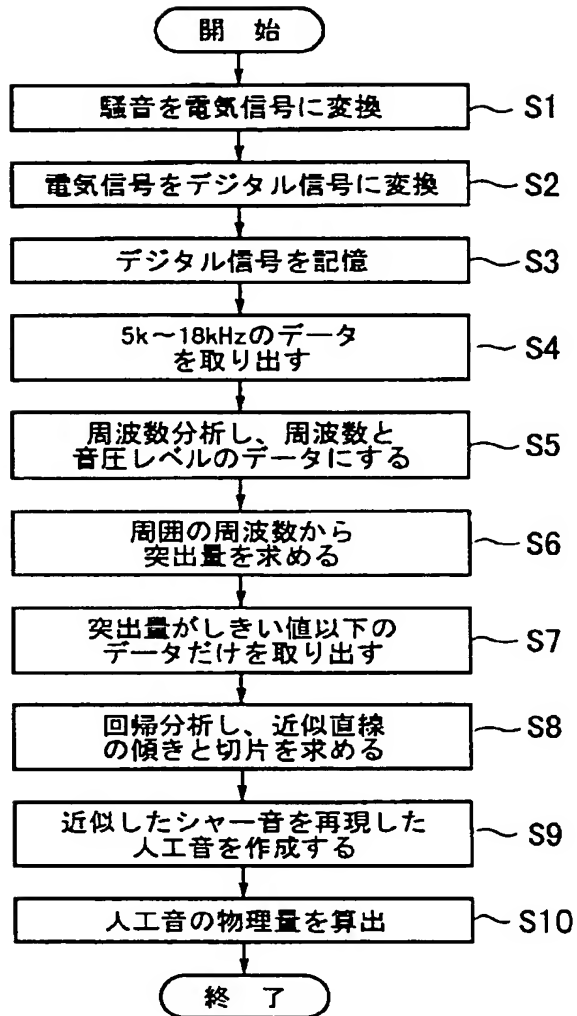 開始
騒音を電気信号に変換
S1
電気信号をデジタル信号に変換
S2
デジタル信号を記憶
S3
5k～18kHzのデータ
を取り出す
S4
周波数分析し、周波数と
音圧レベルのデータにする
S5
周囲の周波数から
突出量を求める
S6
突出量がしきい値以下の
データだけを取り出す
S7
回帰分析し、近似直線
の傾きと切片を求める
S8
近似したシャー音を再現した
人工音を作成する
S9
人工音の物理量を算出
S10
終了